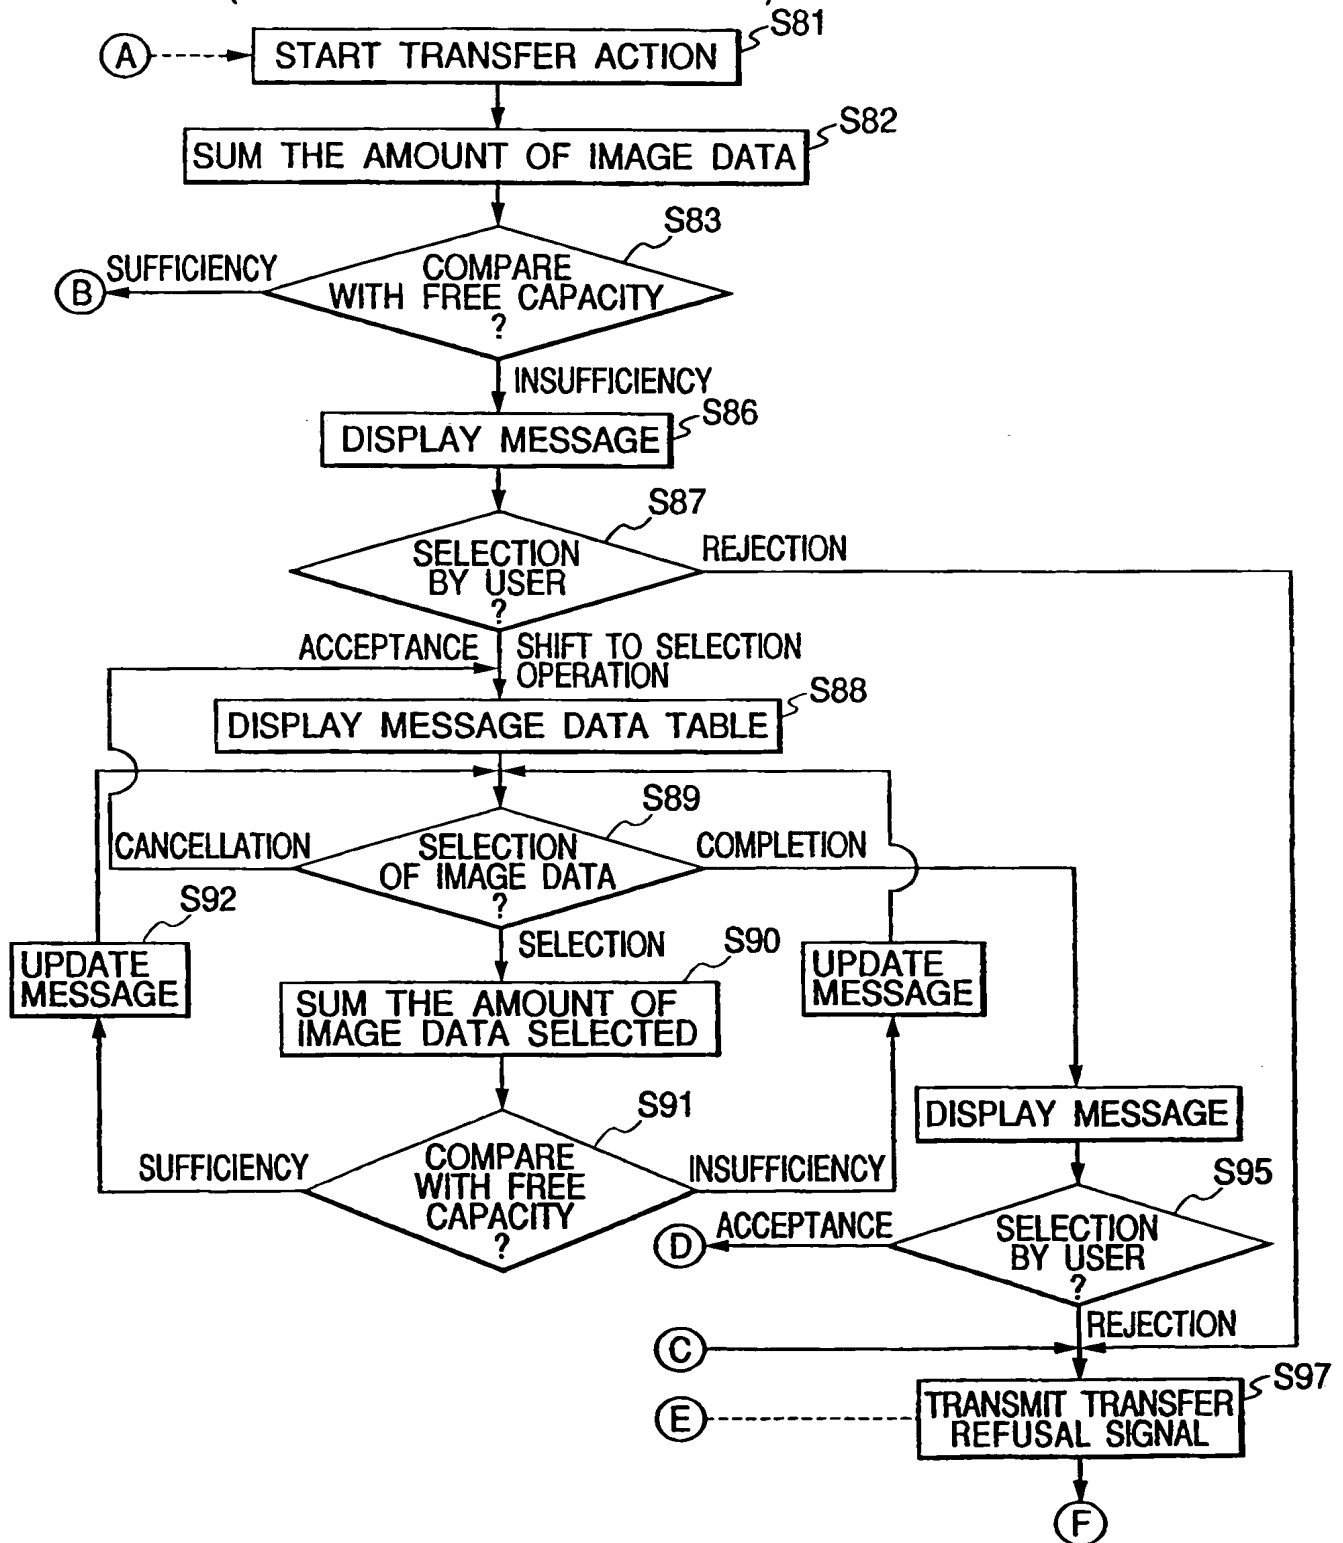 S81
A
START TRANSFER ACTION
S82
SUM THE AMOUNT OF IMAGE DATA
S83
SUFFICIENCY
B
COMPARE
WITH FREE CAPACITY
?
INSUFFICIENCY
S86
DISPLAY MESSAGE
S87
REJECTION
SELECTION
BY USER
?
ACCEPTANCE
SHIFT TO SELECTION
OPERATION
S88
DISPLAY MESSAGE DATA TABLE
S89
CANCELLATION
SELECTION
OF IMAGE DATA
?
COMPLETION
S92
SELECTION
S90
UPDATE
MESSAGE
SUM THE AMOUNT OF
IMAGE DATA SELECTED
UPDATE
MESSAGE
S91
DISPLAY MESSAGE
SUFFICIENCY
COMPARE
WITH FREE
CAPACITY
?
INSUFFICIENCY
S95
D
ACCEPTANCE
SELECTION
BY USER
?
REJECTION
C
S97
E
TRANSMIT TRANSFER
REFUSAL SIGNAL
F